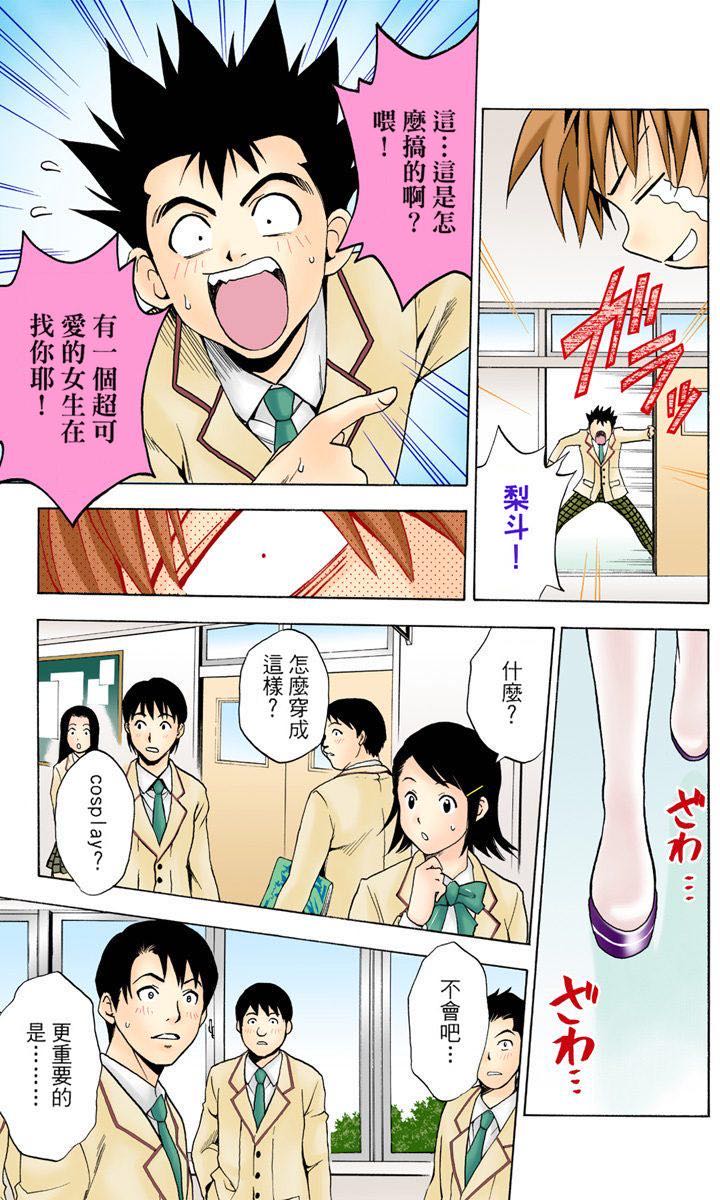 ガラッ
梨斗！
這…這是怎
麼搞的啊？
喂！
有一個超可
愛的女生在
找你耶！
ざわ…
ざわ…
什麼？
怎麼穿成
這樣？
cosplay？
不會吧…
更重要的
是………